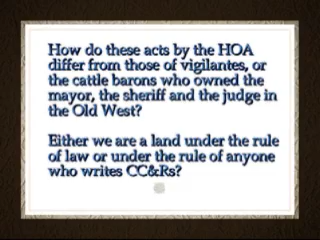 How do these acts by the HOA
differ from those of vigilantes, or
the cattle barons who owned the
mayor, the sheriff and the judge in
the Old West?
Either we are a land under the rule
of law or under the rule of anyone
who writes CC&Rs?